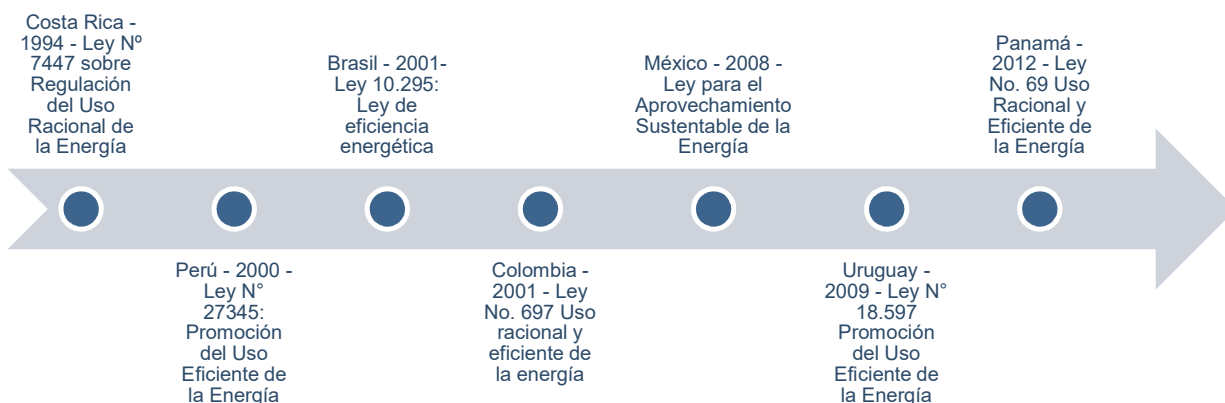 Costa Rica -
1994 - Ley Nº
7447 sobre
Regulación
del Uso
Racional de
la Energía
Perú - 2000 -
Ley N°
27345:
Promoción
del Uso
Eficiente de
la Energía
Brasil - 2001-
Ley 10.295:
Ley de
eficiencia
energética
Colombia -
2001 - Ley
No. 697 Uso
racional y
eficiente de
la energía
México - 2008 -
Ley para el
Aprovechamiento
Sustentable de la
Energía
Uruguay -
2009 - Ley N°
18.597
Promoción
del Uso
Eficiente de
la Energía
Panamá -
2012 - Ley
No. 69 Uso
Racional y
Eficiente de
la Energía